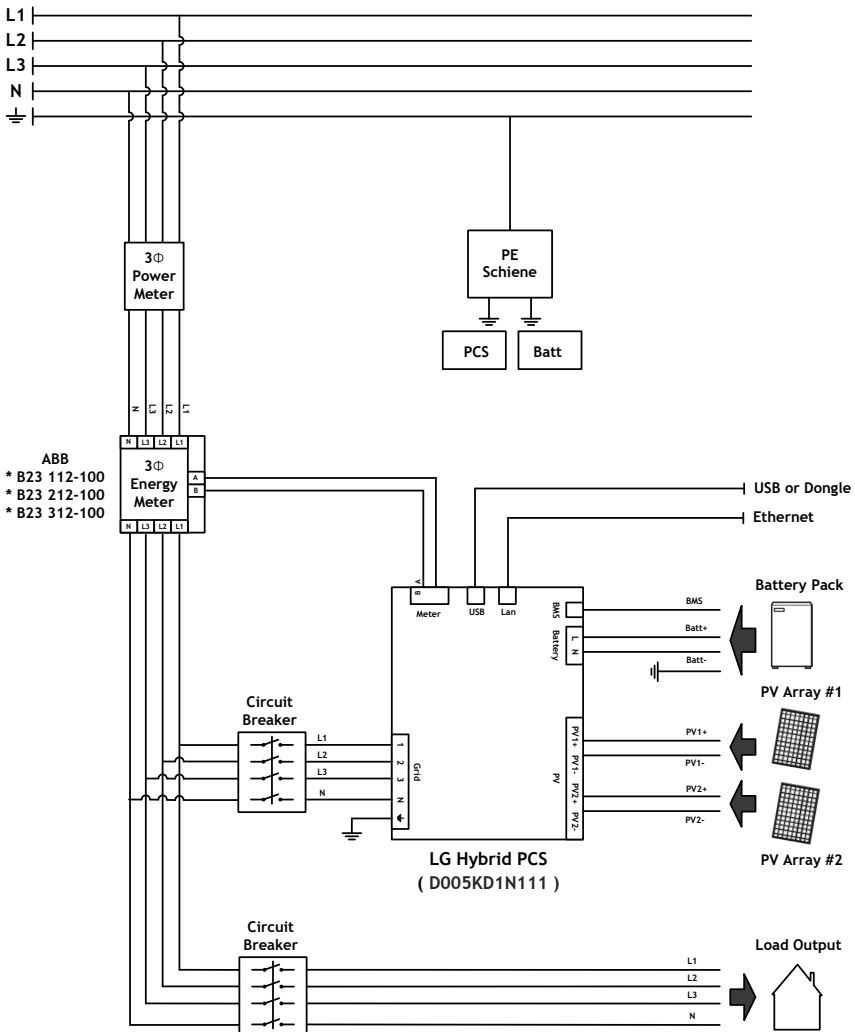 L1
L2
L3
N
3Φ
Power
Meter
PE
Schiene
PCS
Batt
N
L3
L2
L1
N
L3
L2
L1
ABB
* B23 112-100
* B23 212-100
* B23 312-100
3Φ
Energy
Meter
A
B
N
L3
L2
L1
USB or Dongle
Ethernet
A
B
Meter
USB
Lan
BMS
Battery
L
N
BMS
Batt+
Batt-
Battery Pack
PV Array #1
Circuit
Breaker
L1
L2
L3
N
1
2
3
N
Grid
PV1+
PV1-
PV2+
PV2-
PV
PV1+
PV1-
PV2+
PV2-
PV Array #2
LG Hybrid PCS
( D005KD1N111 )
Circuit
Breaker
L1
L2
L3
N
Load Output